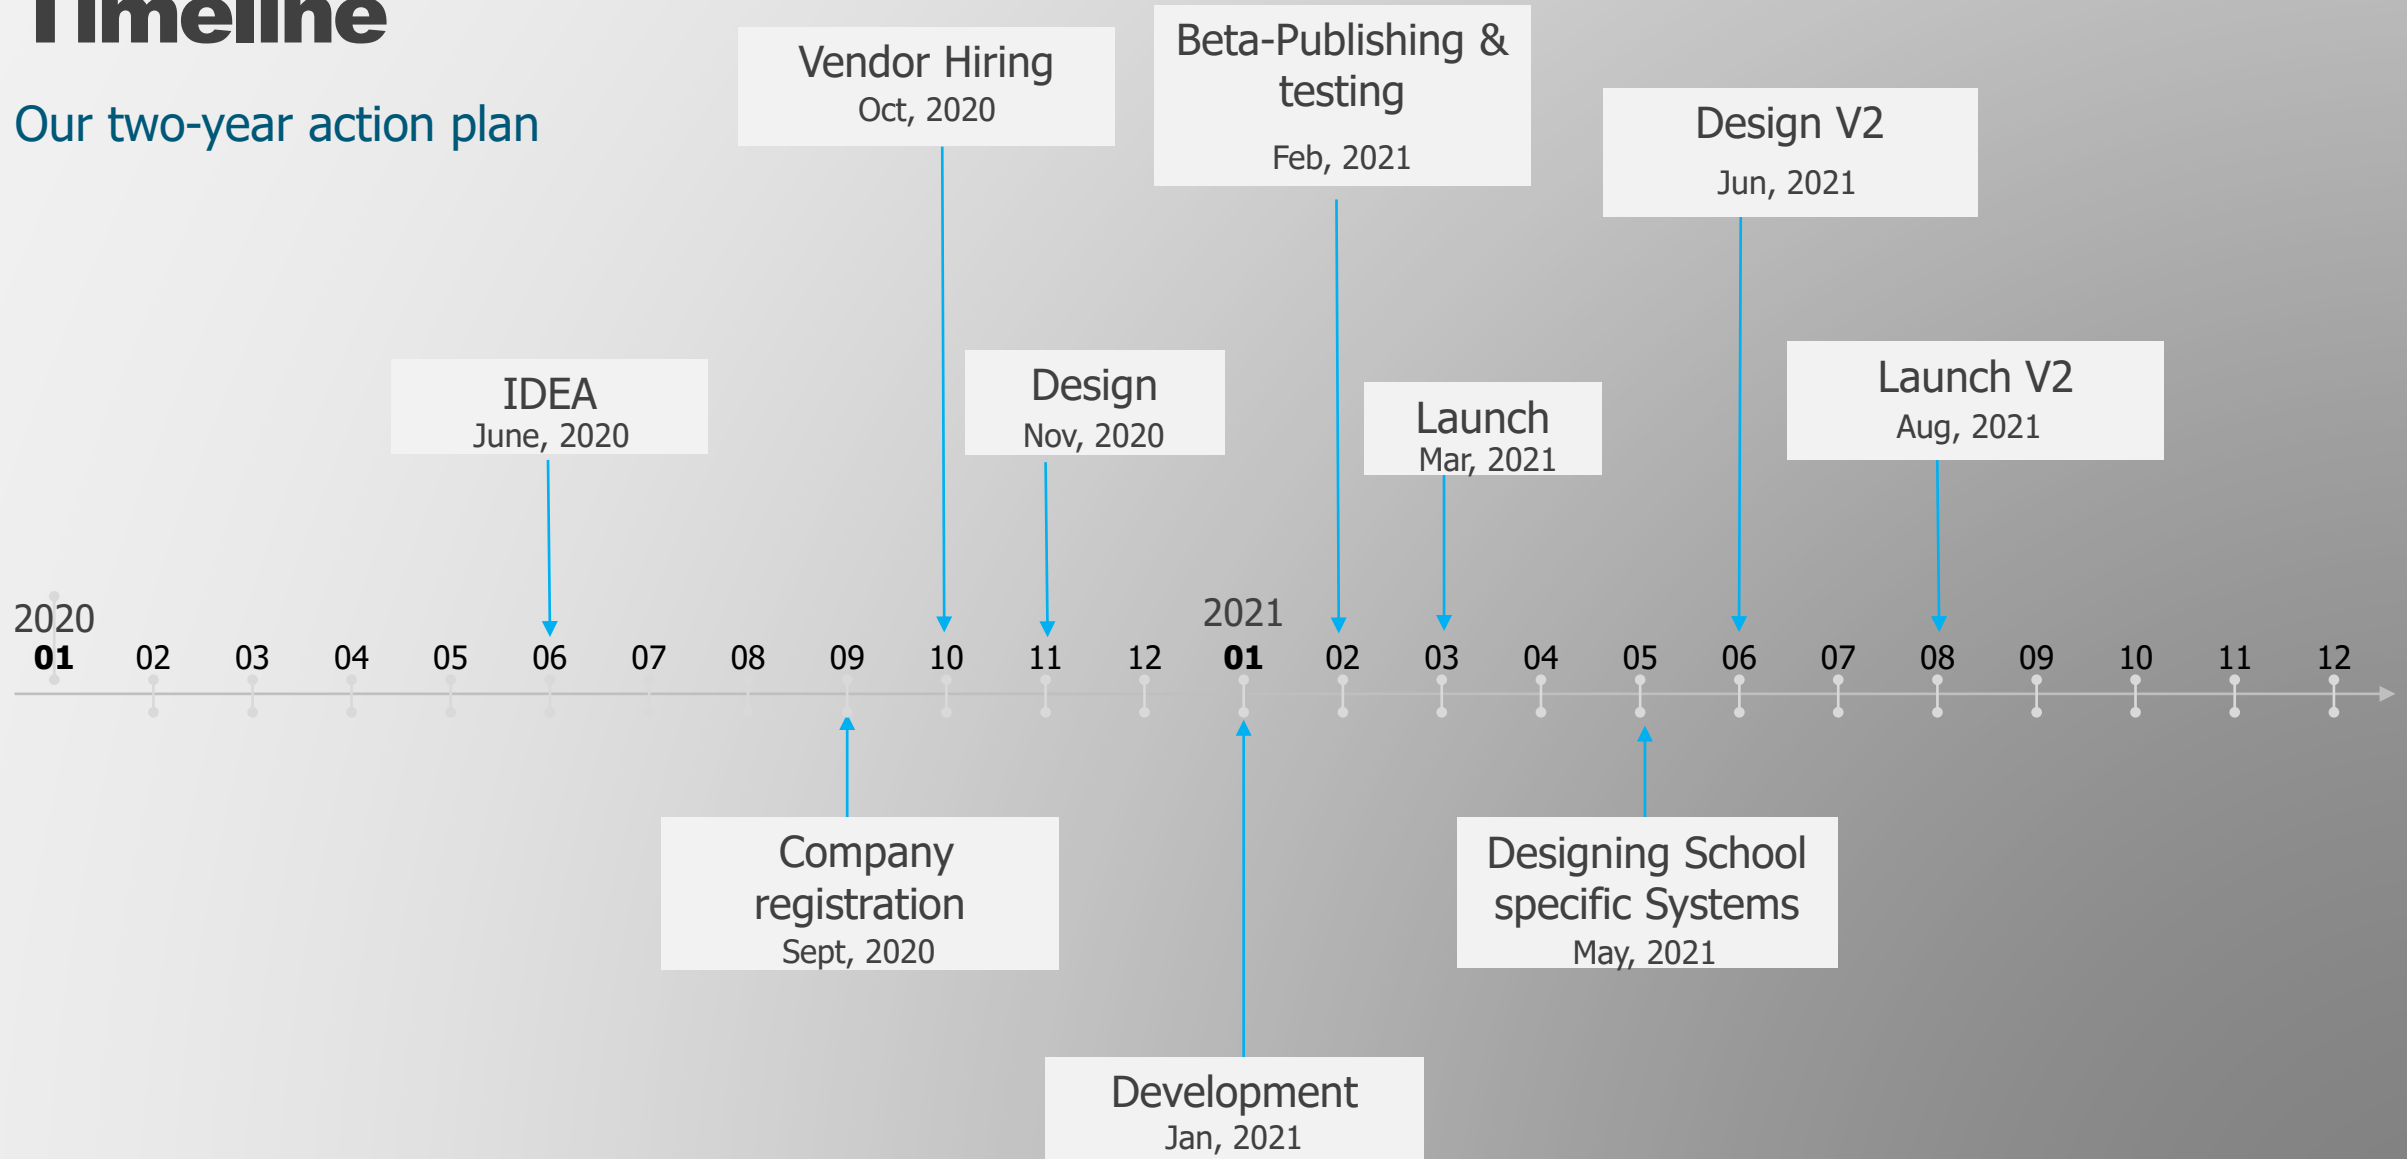 Timeline
Our two-year action plan
Vendor Hiring
Oct, 2020
Beta-Publishing &
testing
Feb, 2021
Design V2
Jun, 2021
IDEA
June, 2020
Design
Nov, 2020
Launch
Mar, 2021
Launch V2
Aug, 2021
2020
2021
01 02 03 04 05 06 07 08 09 10 11 12 01 02 03 04 05 06 07 08 09 10 11 12
Company
registration
Sept, 2020
Designing School
specific Systems
May, 2021
Development
Jan, 2021